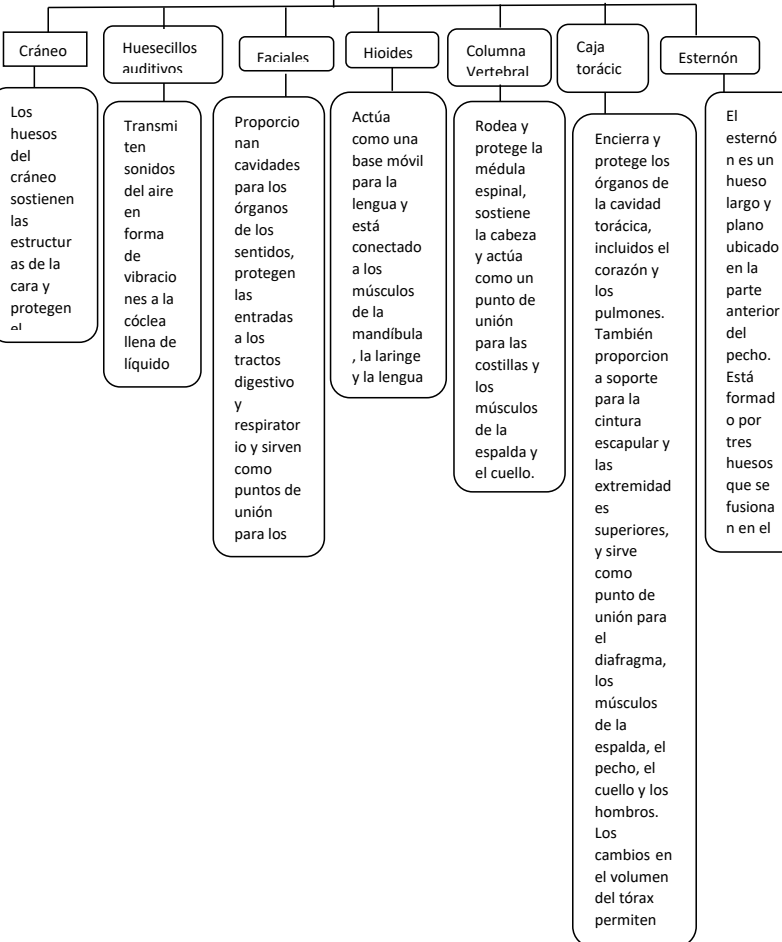 Cráneo
Huesecillos
auditivos
Faciales
Hioides
Columna
Vertebral
Caja
torácic
Esternón
Los
huesos
del
cráneo
sostienen
las
estructur
as de la
cara y
protegen
el
Transmi
ten
sonidos
del aire
en
forma
de
vibracio
nes a la
cóclea
llena de
líquido
Proporcio
nan
cavidades
para los
órganos
de los
sentidos,
protegen
las
entradas
a los
tractos
digestivo
y
respirator
io y sirven
como
puntos de
unión
para los
Actúa
como una
base móvil
para la
lengua y
está
conectado
a los
músculos
de la
mandíbula
, la laringe
y la lengua
Rodea y
protege la
médula
espinal,
sostiene
la cabeza
y actúa
como un
punto de
unión
para las
costillas y
los
músculos
de la
espalda y
el cuello.
Encierra y
protege los
órganos de
la cavidad
torácica,
incluidos el
corazón y
los
pulmones.
También
proporcion
a soporte
para la
cintura
escapular y
las
extremidad
es
superiores,
y sirve
como
punto de
unión para
el
diafragma,
los
músculos
de la
espalda, el
pecho, el
cuello y los
hombros.
Los
cambios en
el volumen
del tórax
permiten
El
esternó
n es un
hueso
largo y
plano
ubicado
en la
parte
anterior
del
pecho.
Está
formad
o por
tres
huesos
que se
fusiona
n en el